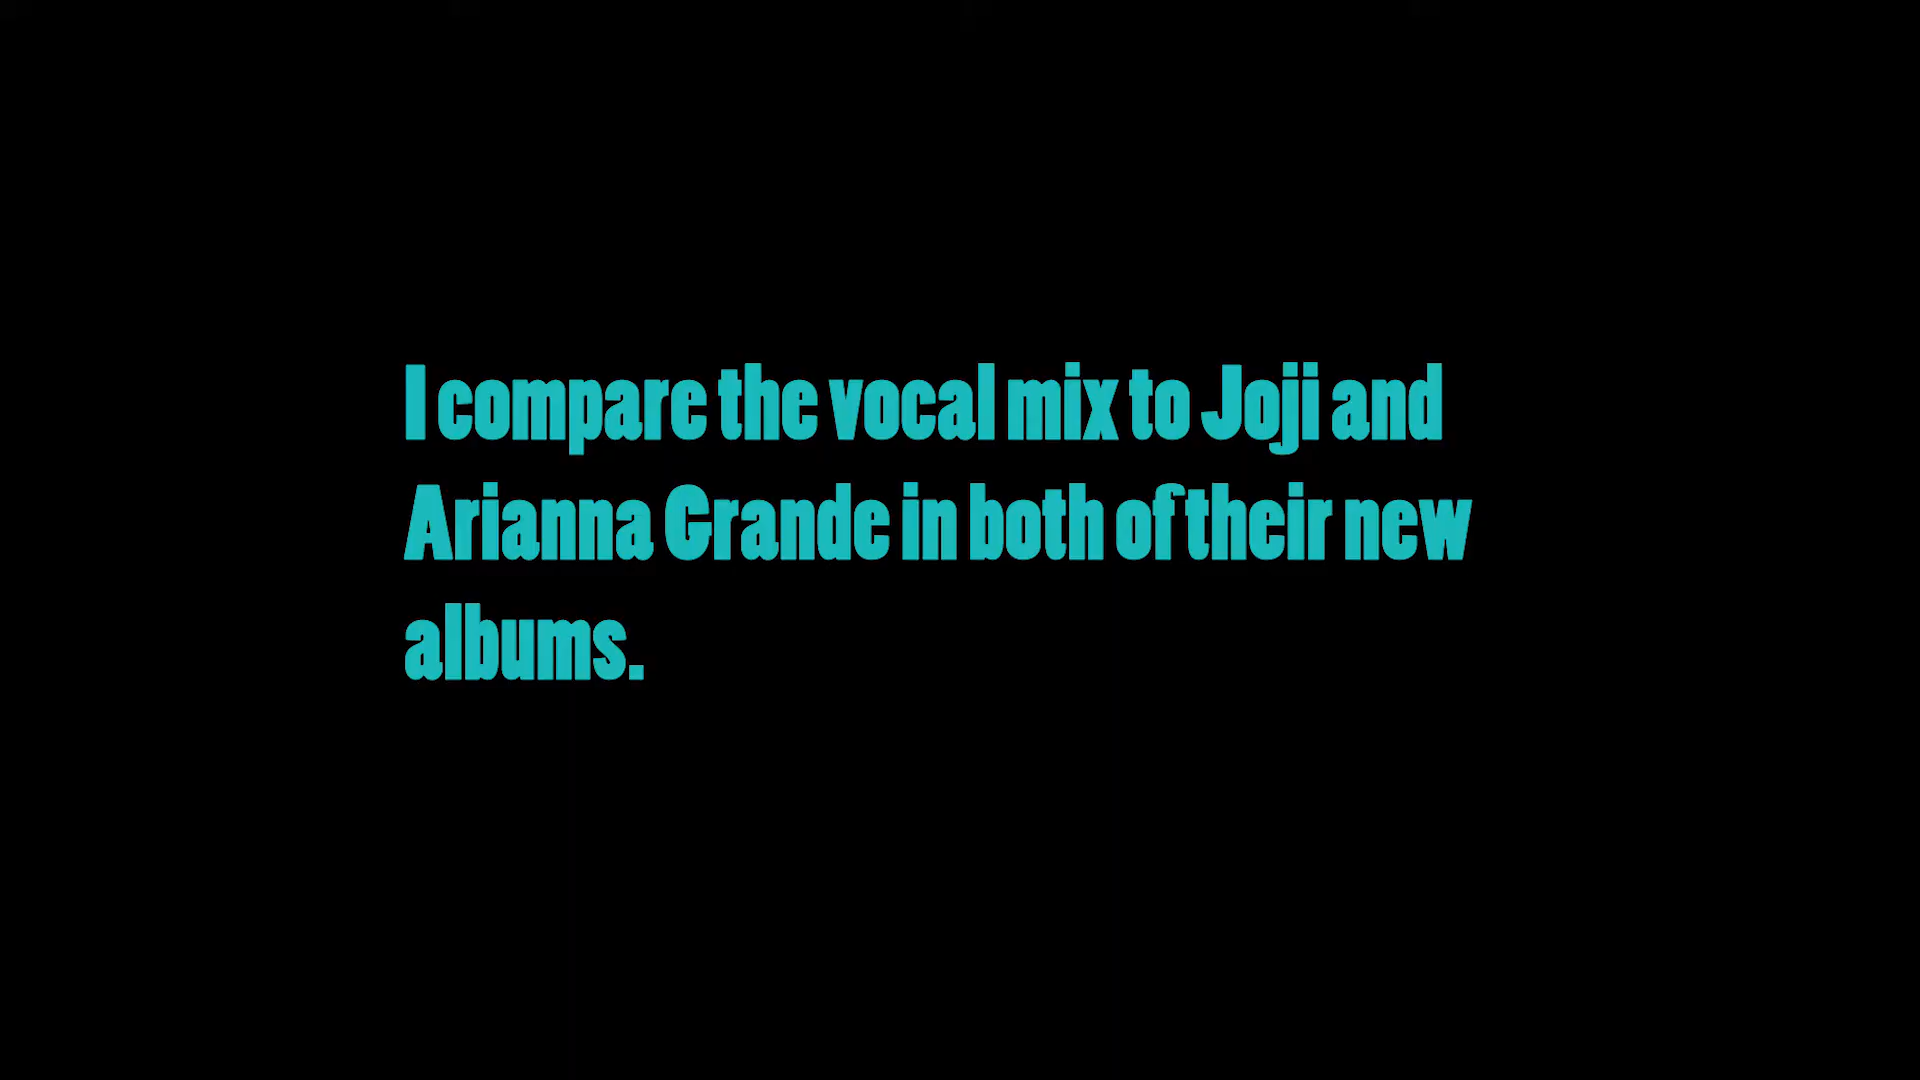 I compare the vocal mix to Joji and
Arianna Grande in both of their new
albums.